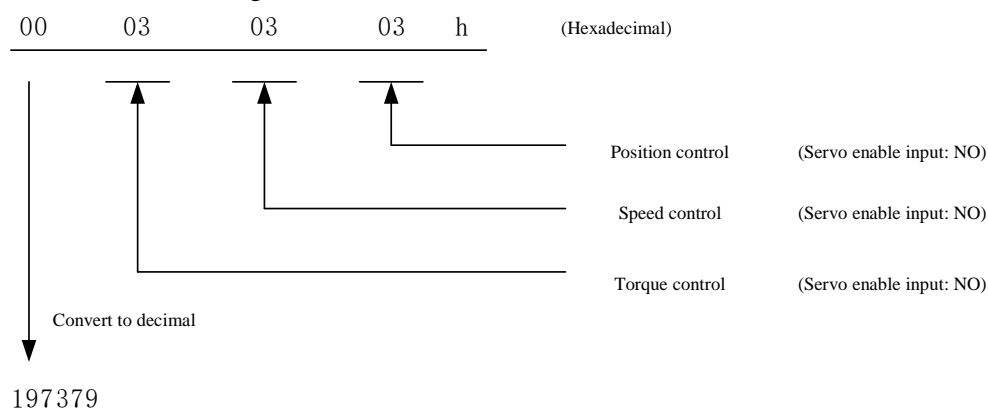 00 03 03 03 h (Hexadecimal)
Position control (Servo enable input: NO)
Speed control (Servo enable input: NO)
Torque control (Servo enable input: NO)
Convert to decimal
197379